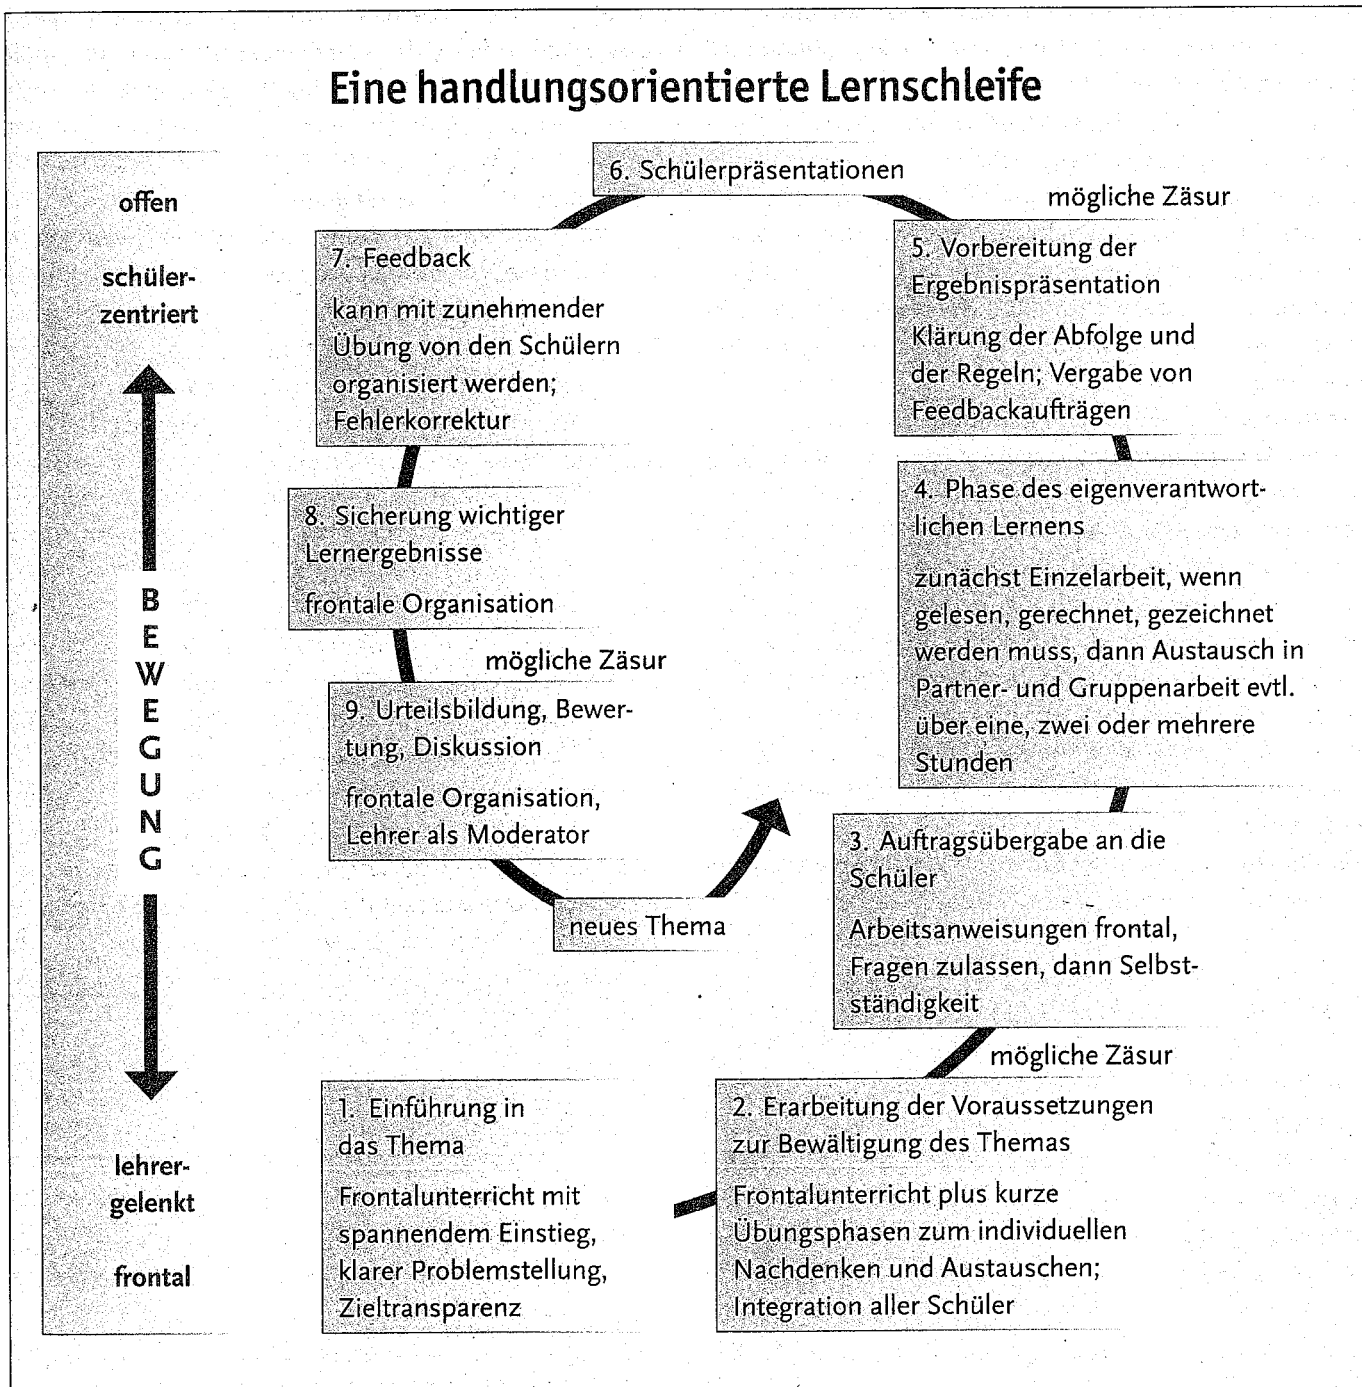 Eine handlungsorientierte Lernschleife
offen
schüler-
zentriert
BEWEGUNG
lehrer-
gelenkt
frontal
1. Einführung in
das Thema
Frontalunterricht mit
spannendem Einstieg,
klarer Problemstellung,
Zieltransparenz
2. Erarbeitung der Voraussetzungen
zur Bewältigung des Themas
Frontalunterricht plus kurze
Übungsphasen zum individuellen
Nachdenken und Austauschen;
Integration aller Schüler
mögliche Zäsur
3. Auftragsübergabe an die
Schüler
Arbeitsanweisungen frontal,
Fragen zulassen, dann Selbst-
ständigkeit
4. Phase des eigenverantwort-
lichen Lernens
zunächst Einzelarbeit, wenn
gelesen, gerechnet, gezeichnet
werden muss, dann Austausch in
Partner- und Gruppenarbeit evtl.
über eine, zwei oder mehrere
Stunden
5. Vorbereitung der
Ergebnispräsentation
Klärung der Abfolge und
der Regeln; Vergabe von
Feedbackaufträgen
mögliche Zäsur
6. Schülerpräsentationen
7. Feedback
kann mit zunehmender
Übung von den Schülern
organisiert werden;
Fehlerkorrektur
8. Sicherung wichtiger
Lernergebnisse
frontale Organisation
mögliche Zäsur
9. Urteilsbildung, Bewer-
tung, Diskussion
frontale Organisation,
Lehrer als Moderator
neues Thema